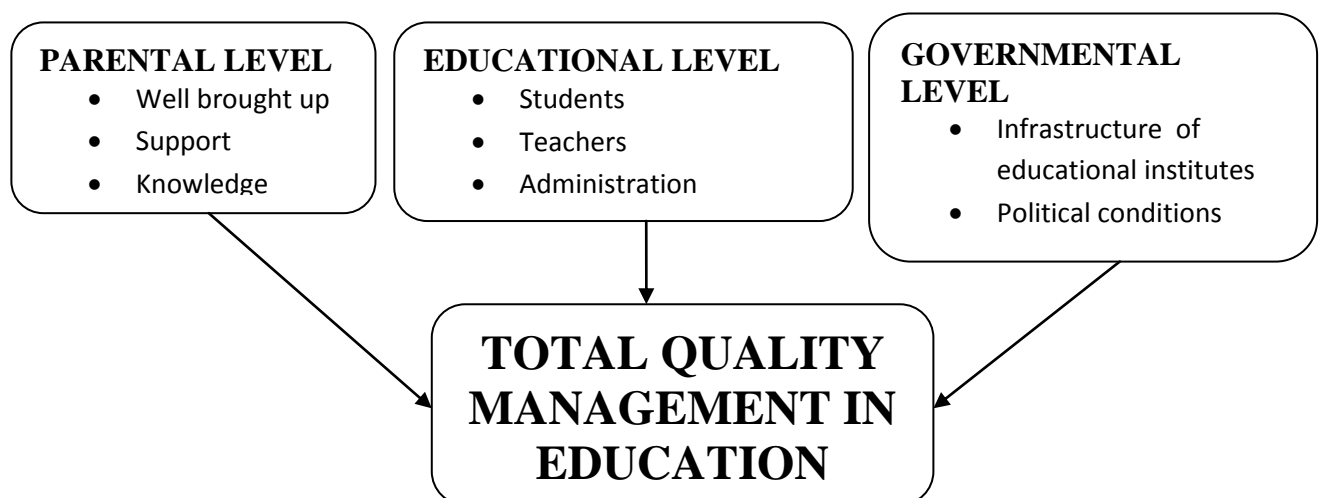 PARENTAL LEVEL
• Well brought up
• Support
• Knowledge
EDUCATIONAL LEVEL
• Students
• Teachers
• Administration
GOVERNMENTAL
LEVEL
• Infrastructure of
educational institutes
• Political conditions
TOTAL QUALITY
MANAGEMENT IN
EDUCATION